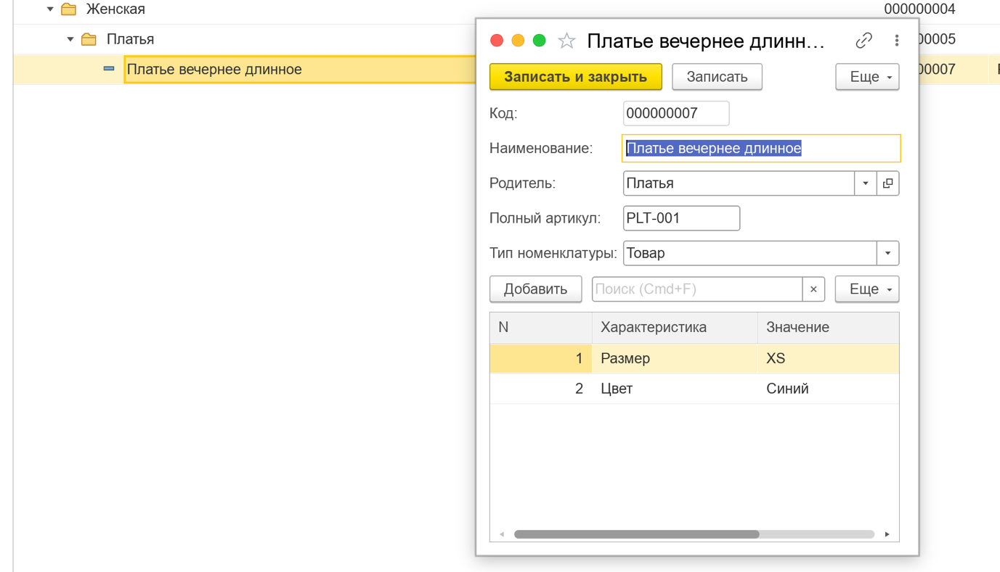 Женская 000000004
Платья
00005
Платье вечернее длинное
00007
Платье вечернее длинн...
Записать и закрыть Записать Еще
Код: 000000007
Наименование: Платье вечернее длинное
Родитель: Платья
Полный артикул: PLT-001
Тип номенклатуры: Товар
Добавить Поиск (Cmd+F) × Еще
N Характеристика Значение
1 Размер XS
2 Цвет Синий